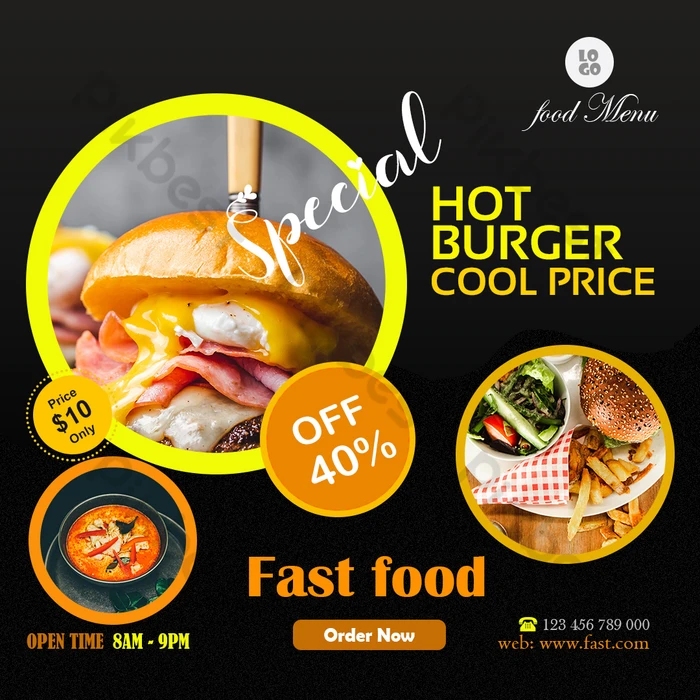 LO
GO
food Menu
Special
HOT
BURGER
COOL PRICE
Price
$10
Only
OFF
40%
Fast food
Order Now
OPEN TIME 8AM - 9PM
☎ 123 456 789 000
web: www.fast.com